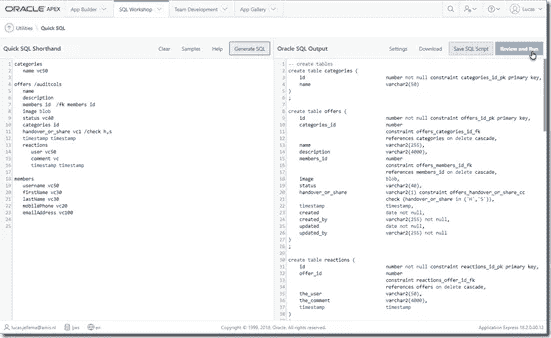 ORACLE APEX
App Builder
SQL Workshop
Team Development
App Gallery
Lucas
Utilities
Quick SQL
Quick SQL Shorthand
Clear
Samples
Help
Generate SQL
1 categories
2 name vc50
3
4 offers /auditcols
5 name
6 description
7 members id /fk members id
8 image blob
9 status vc40
10 categories id
11 handover_or_share vc1 /check h,s
12 timestamp timestamp
13 reactions
14 user vc50
15 comment vc
16 timestamp timestamp
17
18 members
19 username vc50
20 firstName vc30
21 lastName vc30
22 mobilePhone vc20
23 emailAddress vc100
24
25
Oracle SQL Output
Settings
Download
Save SQL Script
Review and Run
1 -- create tables
2 create table categories (
3 id number not null constraint categories_id_pk primary key,
4 name varchar2(50)
5 )
6 ;
7
8 create table offers (
9 id number not null constraint offers_id_pk primary key,
10 categories_id number
11 constraint offers_categories_id_fk
12 references categories on delete cascade,
13 name varchar2(255),
14 description varchar2(4000),
15 members_id number
16 constraint offers_members_id_fk
17 references members on delete cascade,
18 image blob,
19 status varchar2(40),
20 handover_or_share varchar2(1) constraint offers_handover_or_share_cc
21 check (handover_or_share in ('H','S')),
22 timestamp timestamp,
23 created date not null,
24 created_by varchar2(255) not null,
25 updated date not null,
26 updated_by varchar2(255) not null
27 )
28 ;
29
30 create table reactions (
31 id number not null constraint reactions_id_pk primary key,
32 offer_id number
33 constraint reactions_offer_id_fk
34 references offers on delete cascade,
35 the_user varchar2(50),
36 the_comment varchar2(4000),
37 timestamp timestamp
38 )
lucas.jellema@amis.nl
en
Copyright © 1999, 2018, Oracle. All rights reserved.
Application Express 18.2.0.00.12